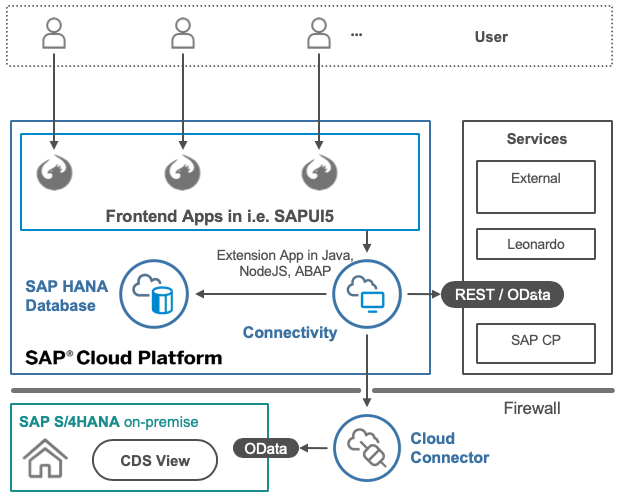 ...
User
Services
External
Leonardo
REST / OData
SAP CP
Frontend Apps in i.e. SAPUI5
Extension App in Java,
NodeJS, ABAP
SAP HANA
Database
Connectivity
SAP® Cloud Platform
Firewall
SAP S/4HANA on-premise
CDS View
OData
Cloud
Connector